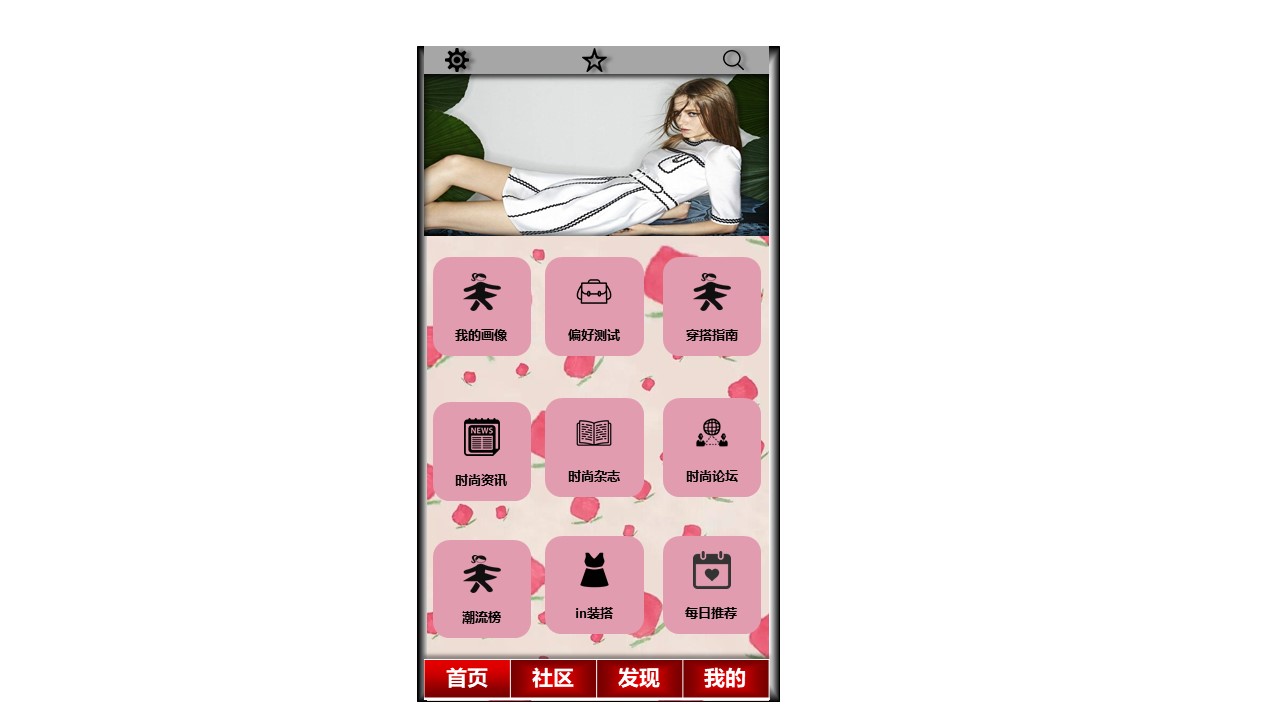 我的画像
偏好测试
穿搭指南
NEWS
时尚资讯
时尚杂志
时尚论坛
潮流榜
in装搭
每日推荐
首页
社区
发现
我的